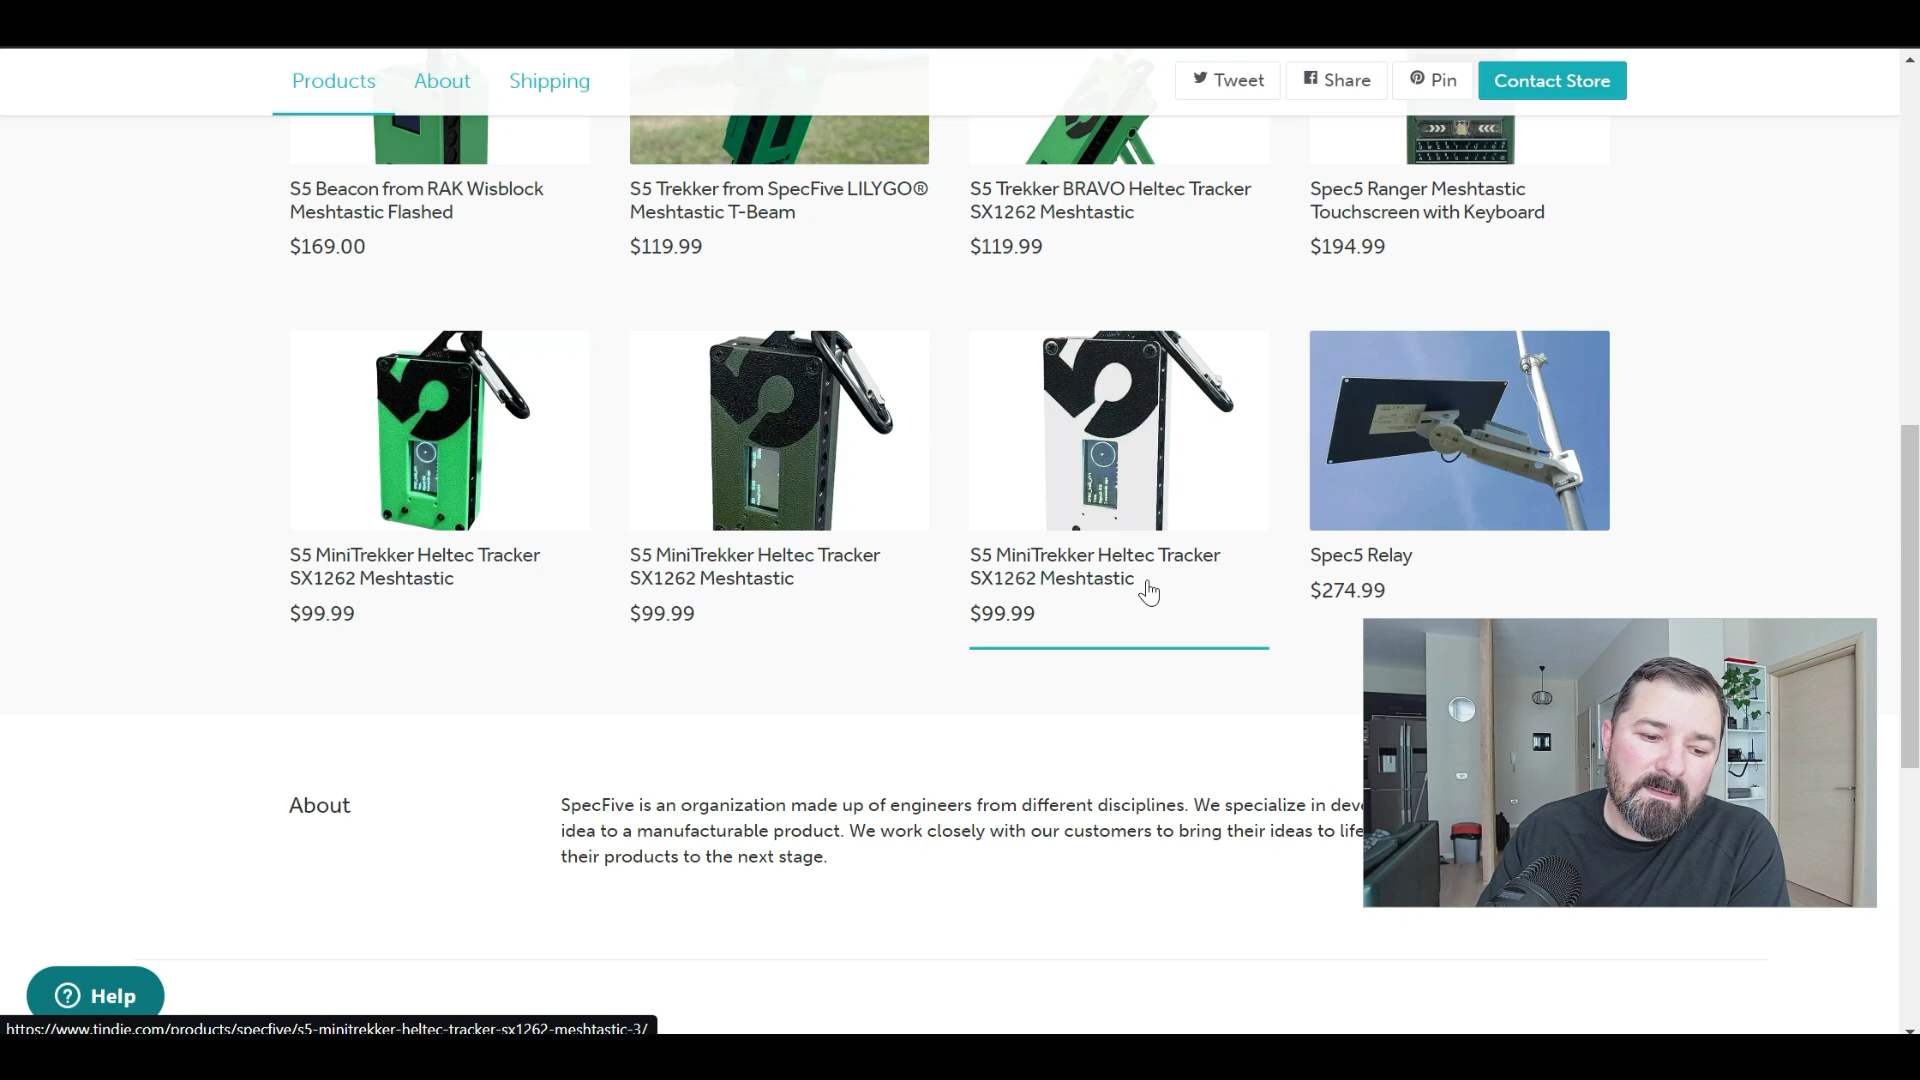 Products About Shipping Tweet Share Pin Contact Store
S5 Beacon from RAK Wisblock
Meshtastic Flashed
$169.00
S5 Trekker from SpecFive LILYGO®
Meshtastic T-Beam
$119.99
S5 Trekker BRAVO Heltec Tracker
SX1262 Meshtastic
$119.99
Spec5 Ranger Meshtastic
Touchscreen with Keyboard
$194.99
S5 MiniTrekker Heltec Tracker
SX1262 Meshtastic
$99.99
S5 MiniTrekker Heltec Tracker
SX1262 Meshtastic
$99.99
S5 MiniTrekker Heltec Tracker
SX1262 Meshtastic
$99.99
Spec5 Relay
$274.99
About
SpecFive is an organization made up of engineers from different disciplines. We specialize in deve
idea to a manufacturable product. We work closely with our customers to bring their ideas to life
their products to the next stage.
Help
https://www.tindie.com/products/specfive/s5-minitrekker-heltec-tracker-sx1262-meshtastic-3/